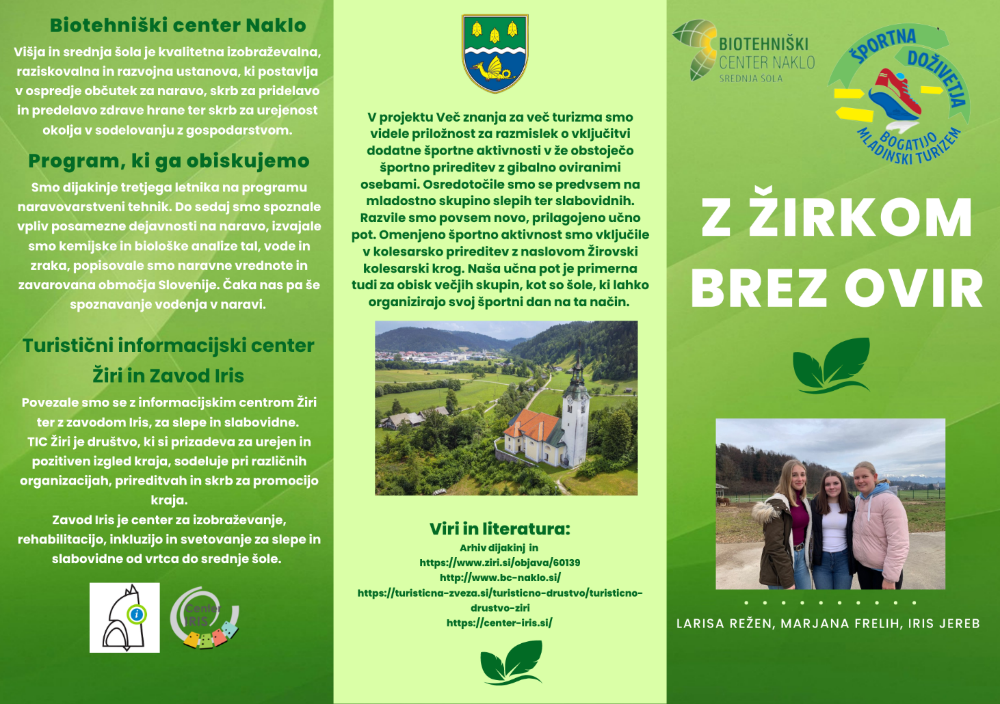 Biotehniški center Naklo
Višja in srednja šola je kvalitetna izobraževalna,
raziskovalna in razvojna ustanova, ki postavlja
v ospredje občutek za naravo, skrb za pridelavo
in predelavo zdrave hrane ter skrb za urejenost
okolja v sodelovanju z gospodarstvom.
Program, ki ga obiskujemo
Smo dijakinje tretjega letnika na programu
naravovarstveni tehnik. Do sedaj smo spoznale
vpliv posamezne dejavnosti na naravo, izvajale
smo kemijske in biološke analize tal, vode in
zraka, popisovale smo naravne vrednote in
zavarovana območja Slovenije. Čaka nas pa še
spoznavanje vodenja v naravi.
Turistični informacijski center
Žiri in Zavod Iris
Povezale smo se z informacijskim centrom Žiri
ter z zavodom Iris, za slepe in slabovidne.
TIC Žiri je društvo, ki si prizadeva za urejen in
pozitiven izgled kraja, sodeluje pri različnih
organizacijah, prireditvah in skrb za promocijo
kraja.
Zavod Iris je center za izobraževanje,
rehabilitacijo, inkluzijo in svetovanje za slepe in
slabovidne od vrtca do srednje šole.
i
Center
IRIS
V projektu Več znanja za več turizma smo
videle priložnost za razmislek o vključitvi
dodatne športne aktivnosti v že obstoječo
športno prireditev z gibalno oviranimi
osebami. Osredotočile smo se predvsem na
mladostno skupino slepih ter slabovidnih.
Razvile smo povsem novo, prilagojeno učno
pot. Omenjeno športno aktivnost smo vključile
v kolesarsko prireditev z naslovom Žirovski
kolesarski krog. Naša učna pot je primerna
tudi za obisk večjih skupin, kot so šole, ki lahko
organizirajo svoj športni dan na ta način.
Viri in literatura:
Arhiv dijakinj in
https://www.ziri.si/objava/60139
http://www.bc-naklo.si/
https://turisticna-zveza.si/turisticno-drustvo/turisticno-
drustvo-ziri
https://center-iris.si/
BIOTEHNIŠKI
CENTER NAKLO
SREDNJA ŠOLA
ŠPORTNA
DOŽIVETJA
BOGATIJO
MLADINSKI TURIZEM
Z ŽIRKOM
BREZ OVIR
LARISA REŽEN, MARJANA FRELIH, IRIS JEREB